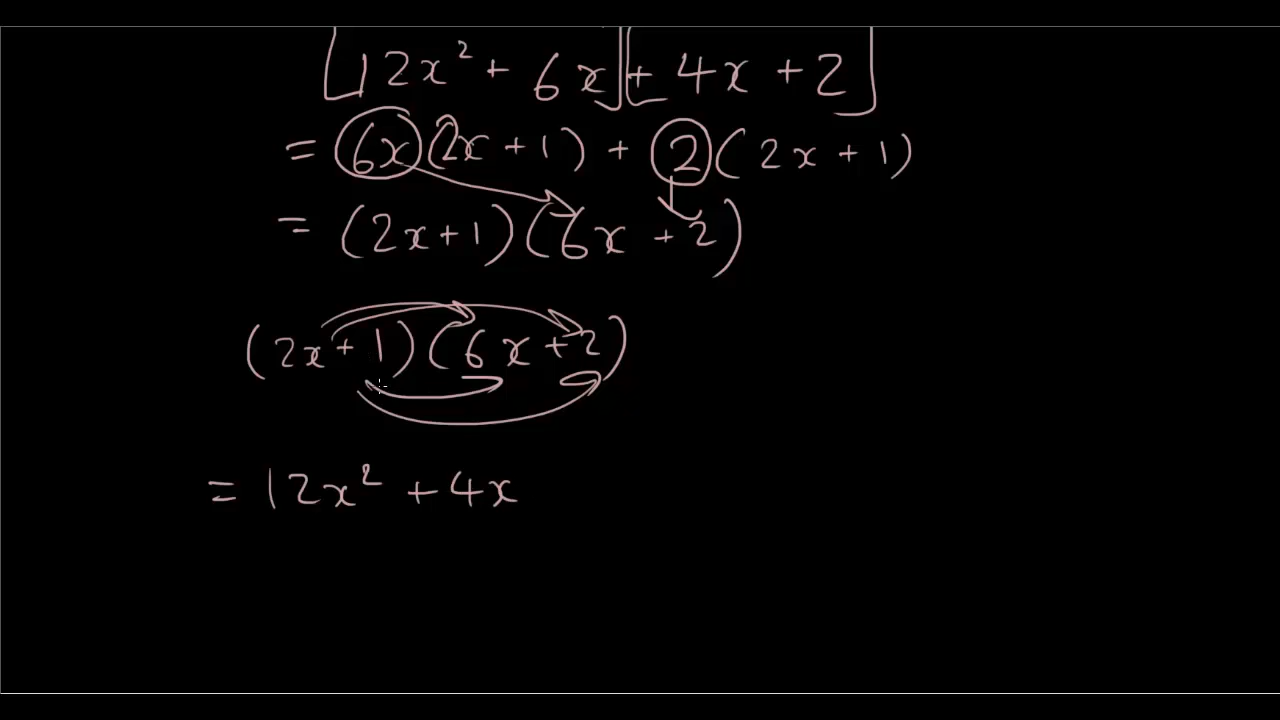 [12x² + 6x][+ 4x + 2]
= 6x(2x + 1) + 2(2x + 1)
= (2x+1)(6x + 2)
(2x + 1)(6x + 2)
= 12x² + 4x